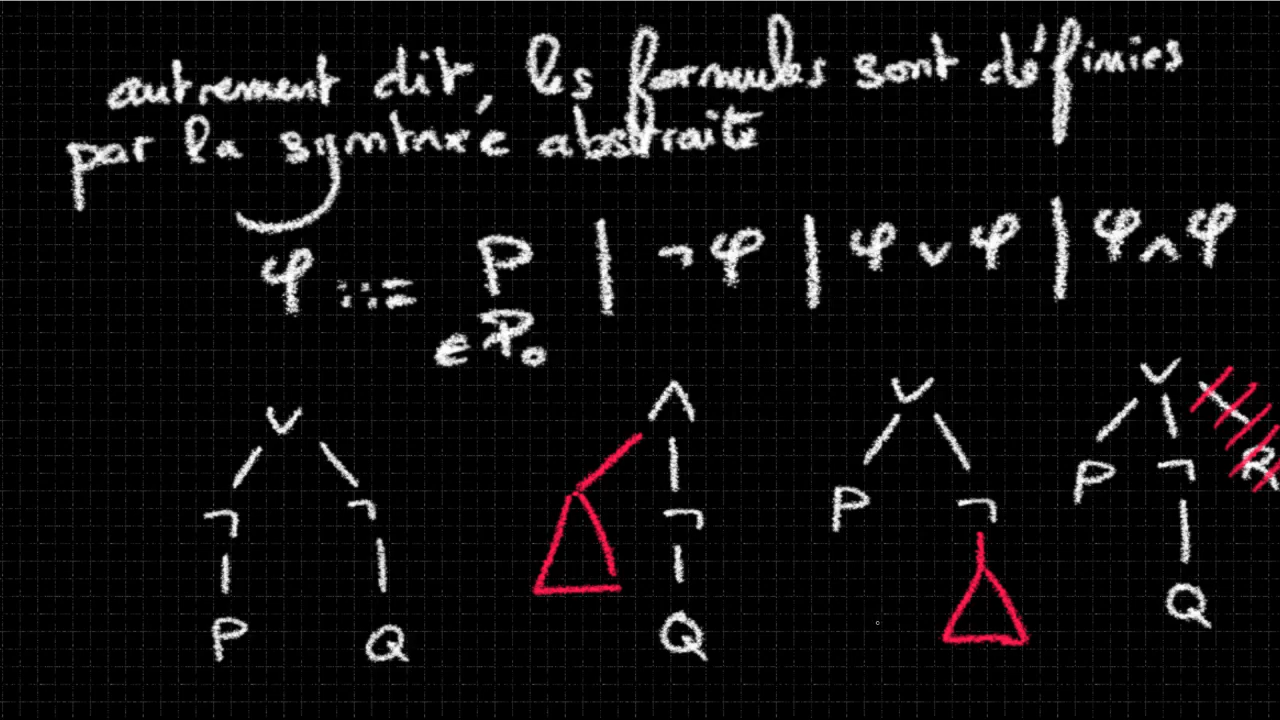 autrement dit, les formules sont définies
par la syntaxe abstraite
φ ::= P | ¬φ | φ ∨ φ | φ ∧ φ
∈ P₀
∨ ∧ ∨ ∨
¬ ¬ ¬ ¬ P P ¬ R
P Q Q Q